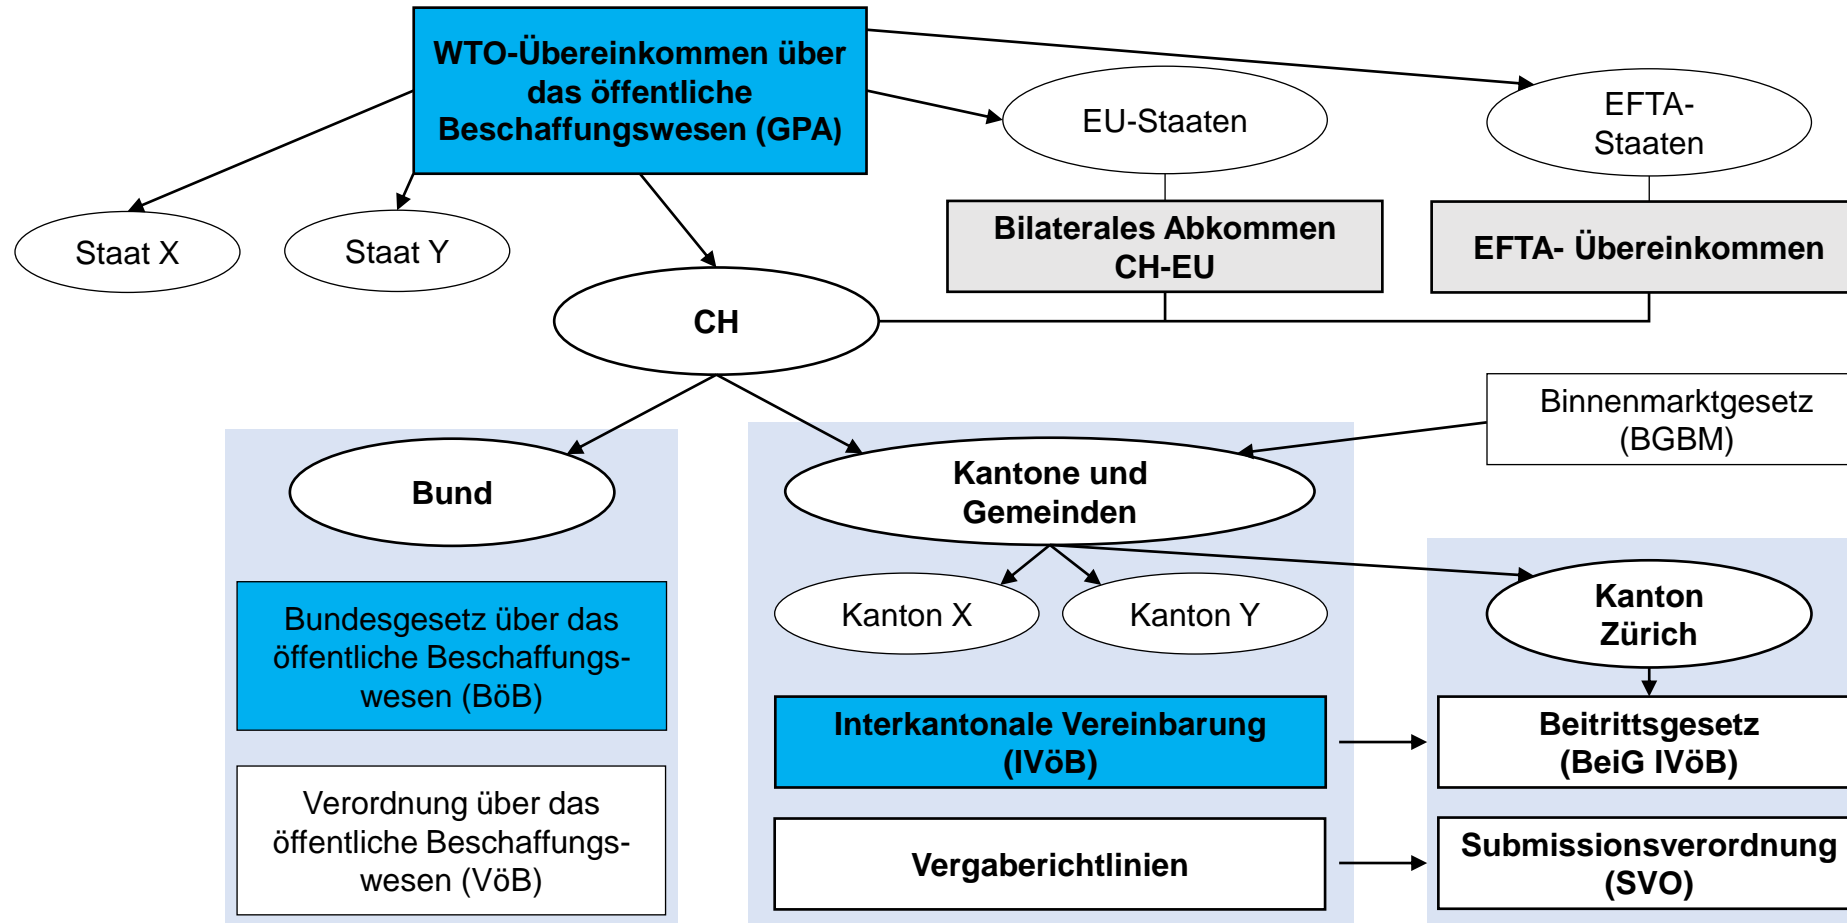 WTO-Übereinkommen über
das öffentliche
Beschaffungswesen (GPA)
EU-Staaten
EFTA-
Staaten
Staat X
Staat Y
Bilaterales Abkommen
CH-EU
EFTA- Übereinkommen
CH
Binnenmarktgesetz
(BGBM)
Bund
Kantone und
Gemeinden
Kanton X
Kanton Y
Kanton
Zürich
Bundesgesetz über das
öffentliche Beschaffungs-
wesen (BöB)
Interkantonale Vereinbarung
(IVöB)
Beitrittsgesetz
(BeiG IVöB)
Verordnung über das
öffentliche Beschaffungs-
wesen (VöB)
Vergaberichtlinien
Submissionsverordnung
(SVO)